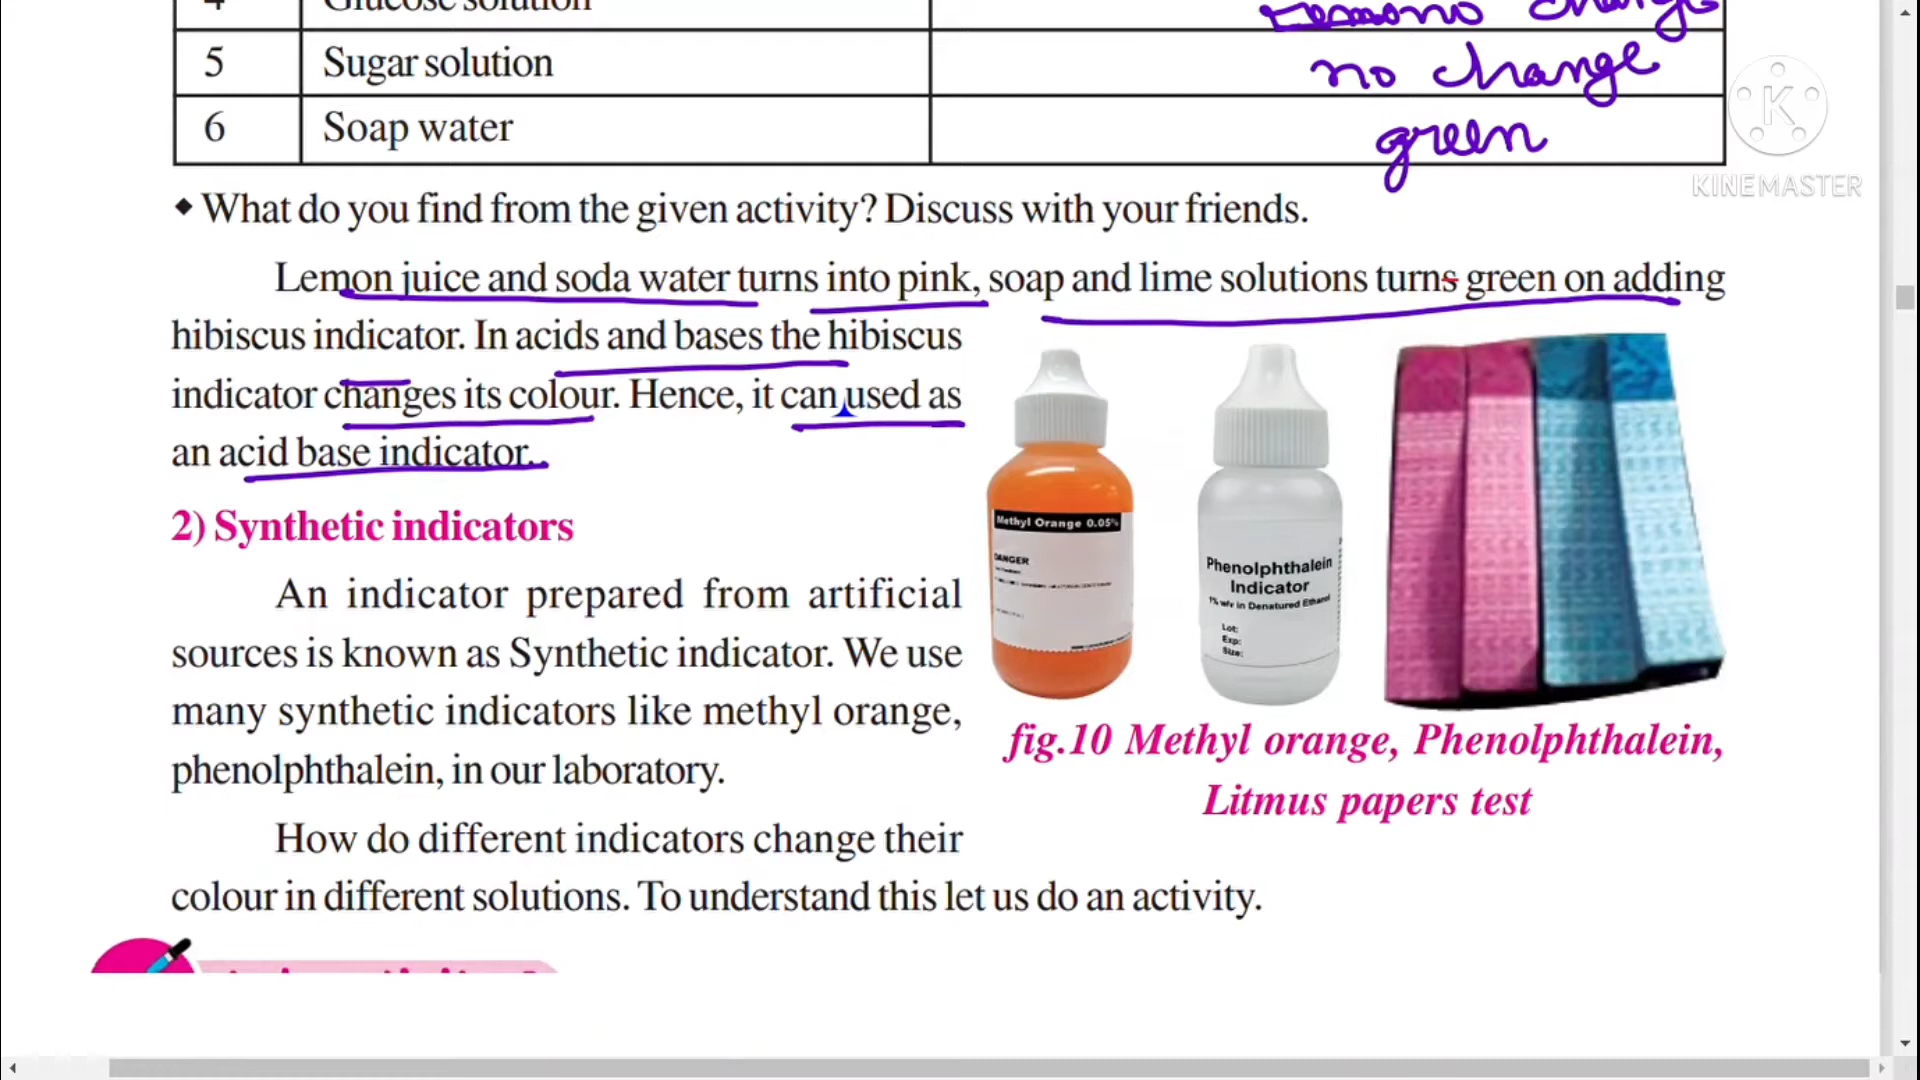 4 Glucose solution no change
5 Sugar solution no change
6 Soap water green
KINEMASTER
◆ What do you find from the given activity? Discuss with your friends.
Lemon juice and soda water turns into pink, soap and lime solutions turns green on adding
hibiscus indicator. In acids and bases the hibiscus
indicator changes its colour. Hence, it can used as
an acid base indicator.
2) Synthetic indicators
An indicator prepared from artificial
sources is known as Synthetic indicator. We use
many synthetic indicators like methyl orange,
phenolphthalein, in our laboratory.
Methyl Orange 0.05%
DANGER
Phenolphthalein
Indicator
1% w/v in Denatured Ethanol
Lot:
Exp:
Size:
fig.10 Methyl orange, Phenolphthalein,
Litmus papers test
How do different indicators change their
colour in different solutions. To understand this let us do an activity.